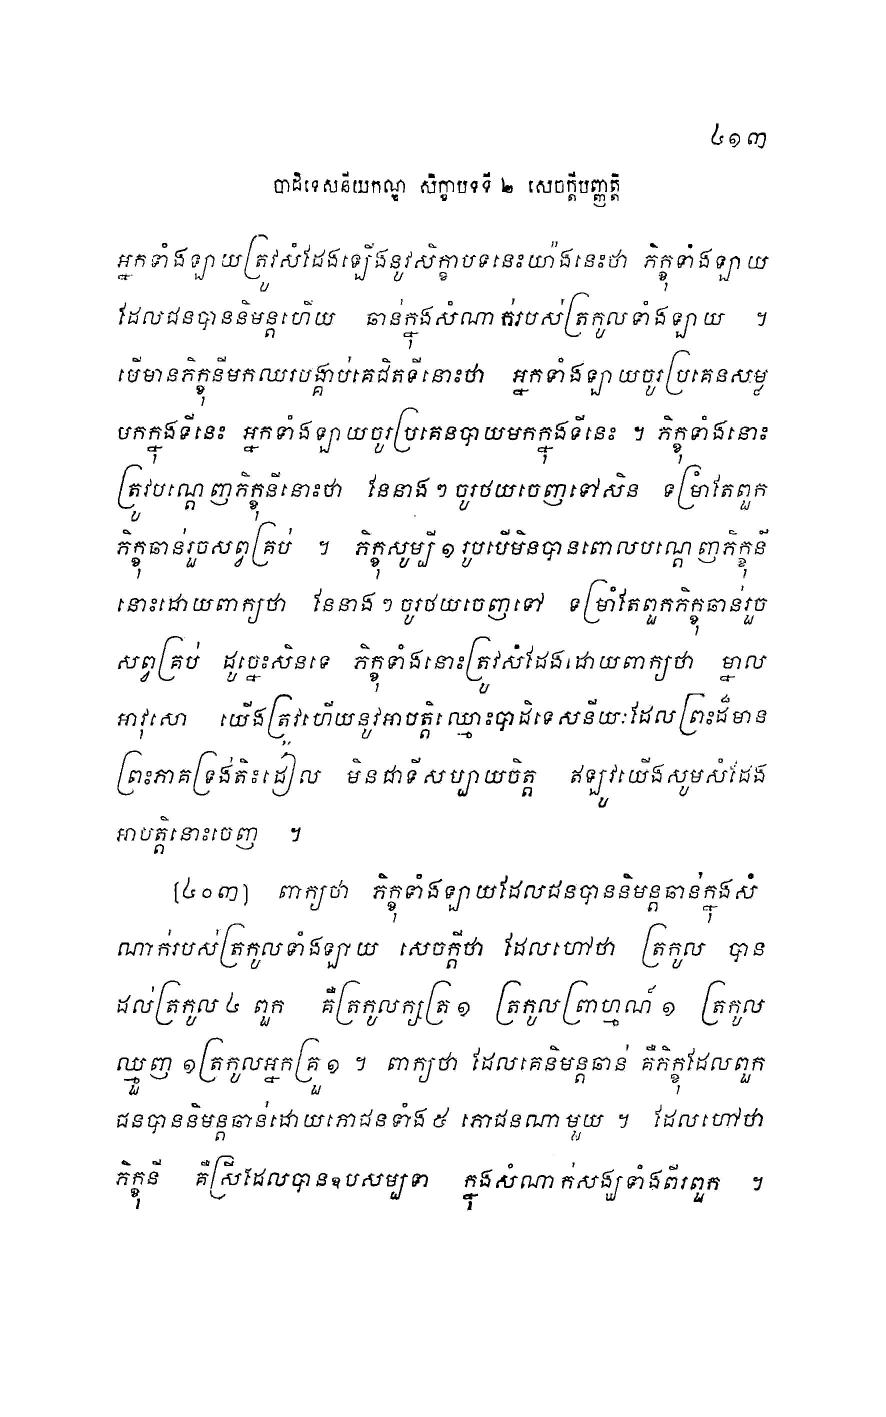 ៤១៣
បាដិទេសនីយកណ្ឌ សិក្ខាបទទី ២ សេចក្តីបញ្ញត្តិ
អ្នកទាំងឡាយត្រូវសំដែងឡើងនូវសិក្ខាបទនេះយ៉ាងនេះថា ភិក្ខុទាំងឡាយ
ដែលជនបាននិមន្តហើយ ឆាន់ក្នុងសំណាក់របស់ត្រកូលទាំងឡាយ ។
បើមានភិក្ខុនីមកឈរបង្គាប់គេជិតទីនោះថា អ្នកទាំងឡាយចូរប្រគេនសម្ល
បកក្នុងទីនេះ អ្នកទាំងឡាយចូរប្រគេនបាយមកក្នុងទីនេះ ។ ភិក្ខុទាំងនោះ
ត្រូវបណ្តេញភិក្ខុនីនោះថា នែនាង ៗ ចូរថយចេញទៅសិន ទម្រាំតែពួក
ភិក្ខុឆាន់រួចសព្វគ្រប់ ។ ភិក្ខុសូម្បី ១ រូបបើមិនបានពោលបណ្តេញភិក្ខុនី
នោះដោយពាក្យថា នែនាង ៗ ចូរថយចេញទៅ ទម្រាំតែពួកភិក្ខុឆាន់រួច
សព្វគ្រប់ ដូច្នេះសិនទេ ភិក្ខុទាំងនោះត្រូវសំដែងដោយពាក្យថា ម្នាល
អាវុសោ យើងត្រូវហើយនូវអាបត្តិឈ្មោះបាដិទេសនីយៈដែលព្រះដ៏មាន
ព្រះភាគទ្រង់តិះដៀល មិនជាទីសប្បាយចិត្ត ឥឡូវយើងសូមសំដែង
អាបត្តិនោះចេញ ។
(៤០៣) ពាក្យថា ភិក្ខុទាំងឡាយដែលជនបាននិមន្តឆាន់ក្នុងសំ
ណាក់របស់ត្រកូលទាំងឡាយ សេចក្តីថា ដែលហៅថា ត្រកូល បាន
ដល់ត្រកូល ៤ ពួក គឺត្រកូលក្សត្រ ១ ត្រកូលព្រាហ្មណ៍ ១ ត្រកូល
ឈ្មួញ ១ ត្រកូលអ្នកគ្រួ ១ ។ ពាក្យថា ដែលគេនិមន្តឆាន់ គឺភិក្ខុដែលពួក
ជនបាននិមន្តឆាន់ដោយភោជនទាំង ៥ ភោជនណាមួយ ។ ដែលហៅថា
ភិក្ខុនី គឺស្រីដែលបានឧបសម្បទា ក្នុងសំណាក់សង្ឃទាំងពីរពួក ។